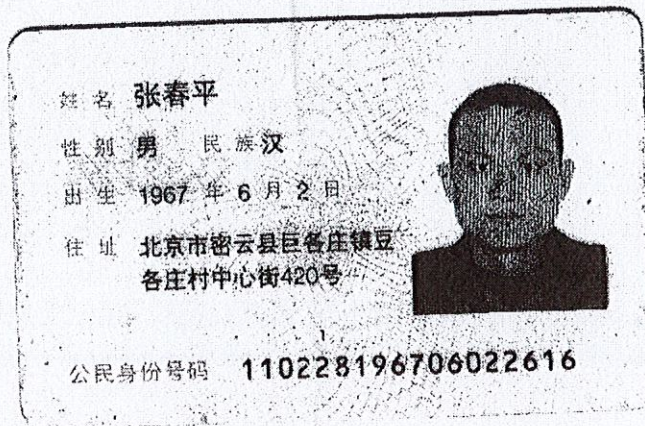 姓名 张春平
性别 男 民族 汉
出生 1967 年 6 月 2 日
住址 北京市密云县巨各庄镇豆
各庄村中心街420号
公民身份号码 110228196706022616